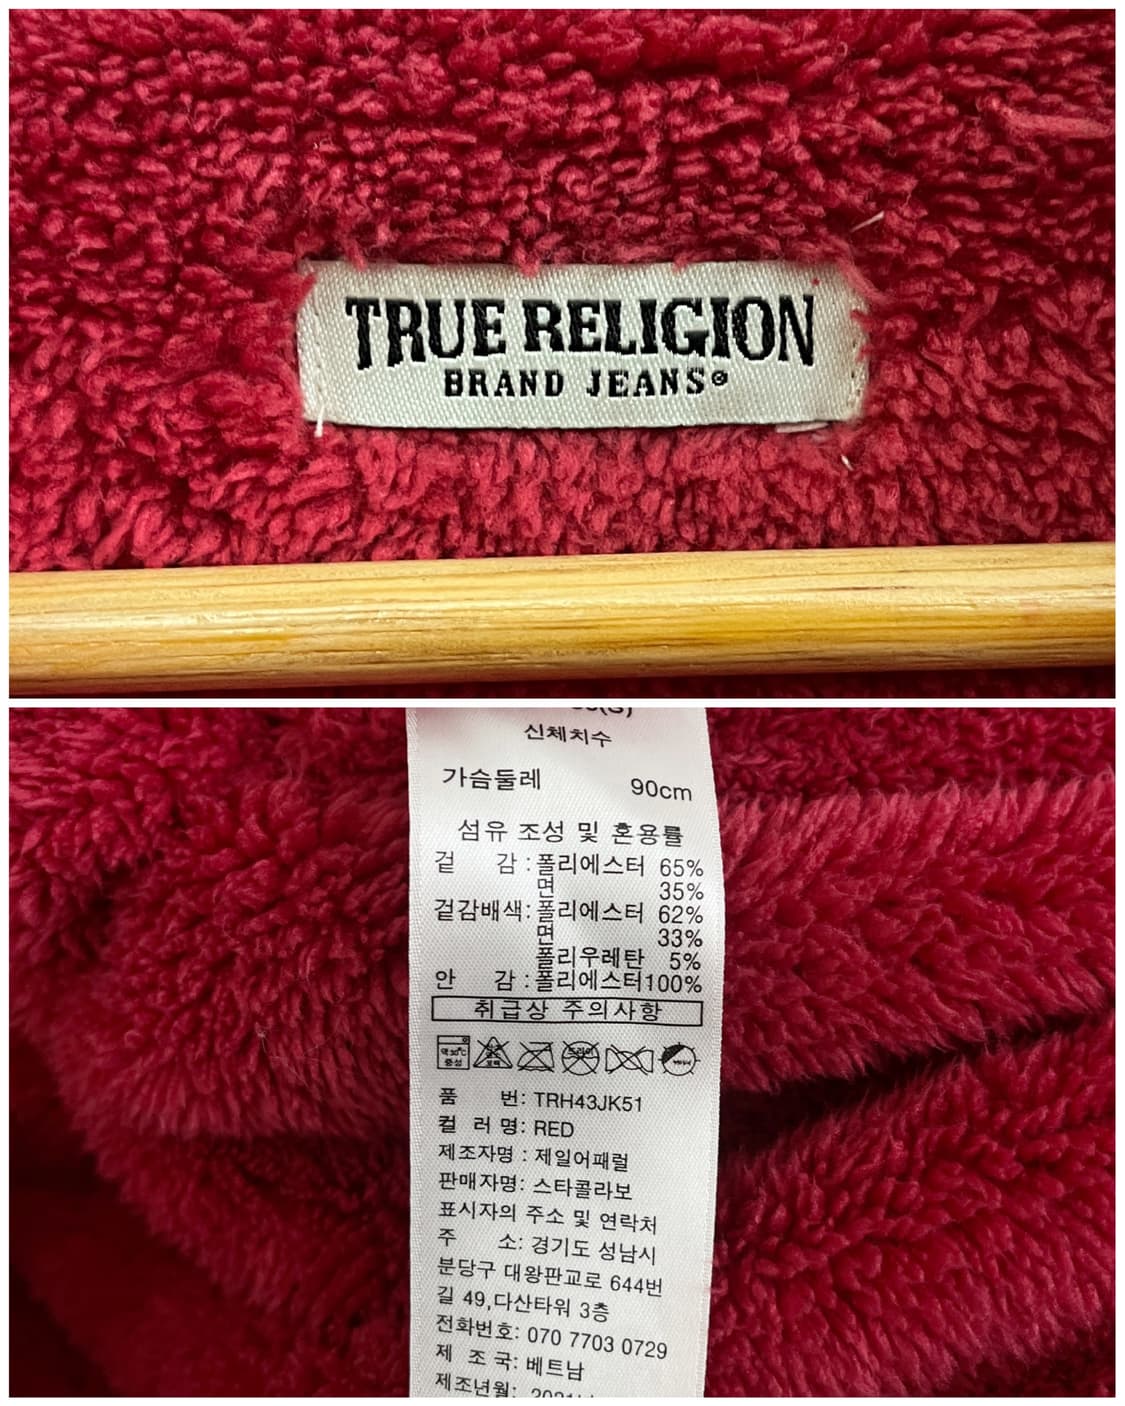 TRUE RELIGION
BRAND JEANS®
신체치수
가슴둘레 90cm
섬유 조성 및 혼용률
겉 감 : 폴리에스터 65%
면 35%
겉감배색: 폴리에스터 62%
면 33%
폴리우레탄 5%
안 감 : 폴리에스터100%
취급상 주의사항
품 번: TRH43JK51
컬 러 명: RED
제조자명 : 제일어패럴
판매자명: 스타콜라보
표시자의 주소 및 연락처
주 소: 경기도 성남시
분당구 대왕판교로 644번
길 49,다산타워 3층
전화번호: 070 7703 0729
제 조 국: 베트남
제조년월: